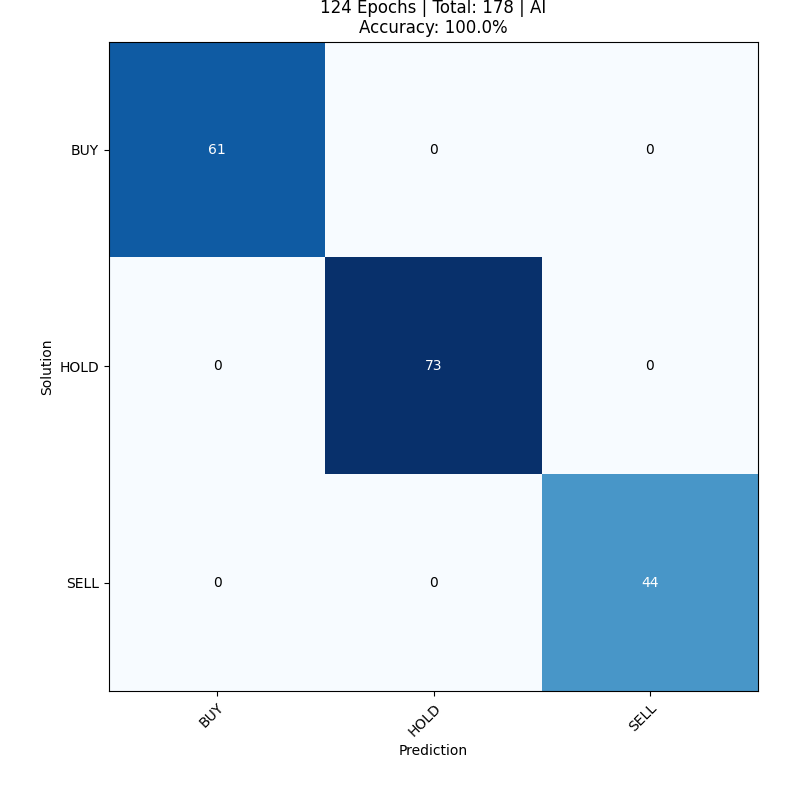 124 Epochs | Total: 178 | AI
Accuracy: 100.0%
BUY 61 0 0
HOLD 0 73 0
SELL 0 0 44
Solution
BUY HOLD SELL
Prediction